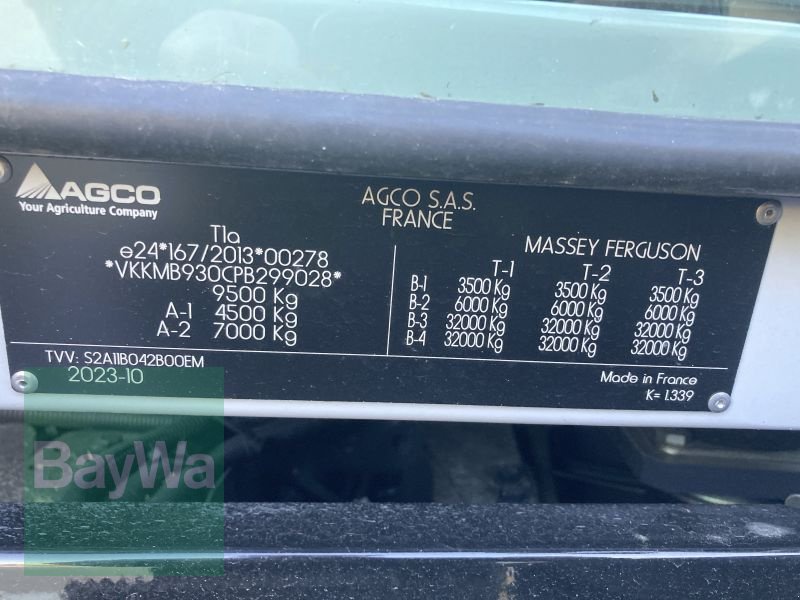 AGCO
Your Agriculture Company
AGCO S.A.S.
FRANCE
T1a
e24*167/2013*00278
*VKKMB930CPB299028*
9500 Kg
A-1 4500 Kg
A-2 7000 Kg
MASSEY FERGUSON
T-1 T-2 T-3
B-1 3500 Kg 3500 Kg 3500 Kg
B-2 6000 Kg 6000 Kg 6000 Kg
B-3 32000 Kg 32000 Kg 32000 Kg
B-4 32000 Kg 32000 Kg 32000 Kg
TVV: S2A11B042B00EM
2023-10
Made in France
K= 1.339
BayWa